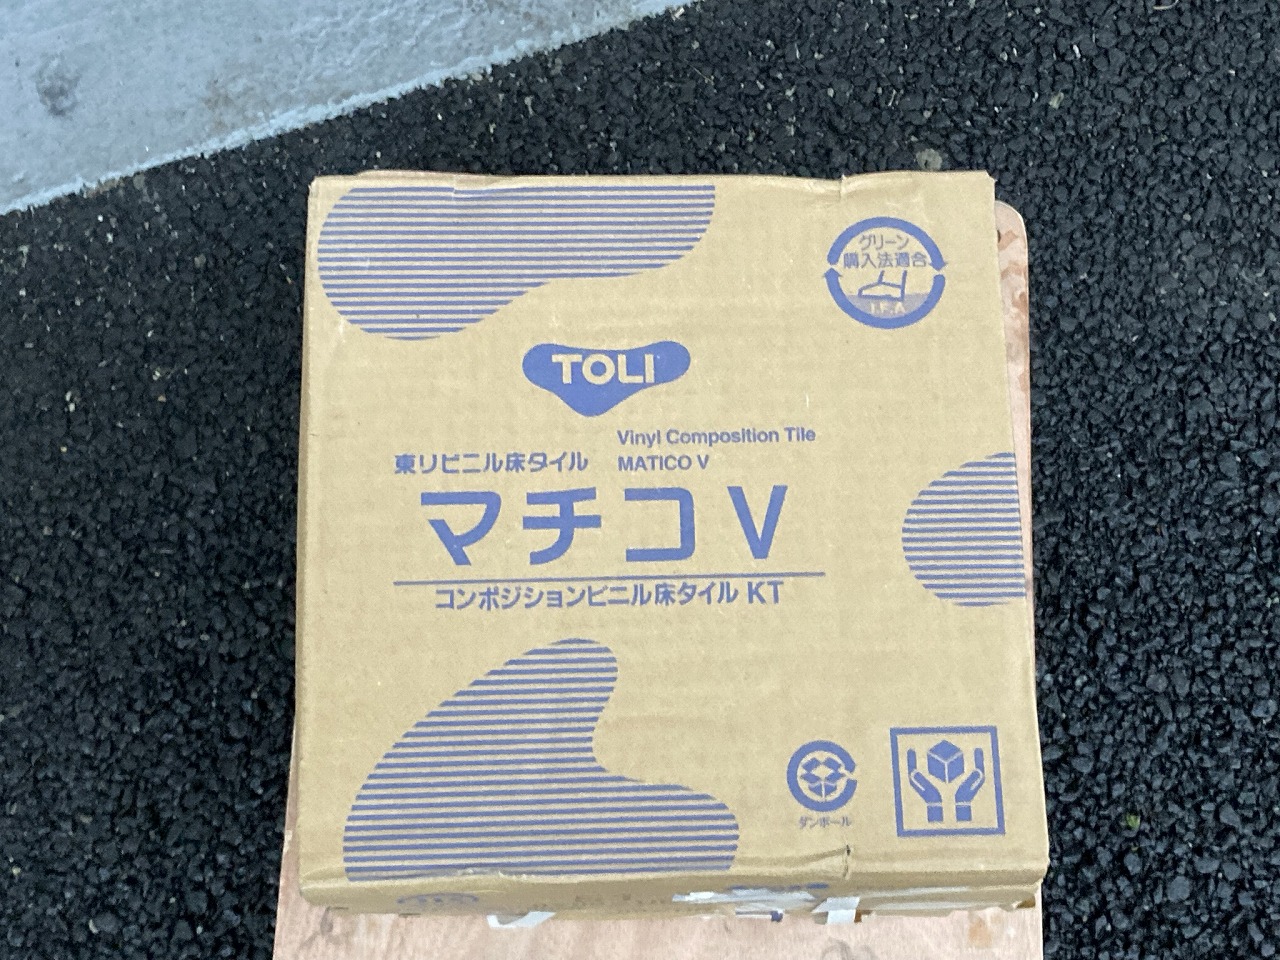 グリーン
購入法適合
TOLI
Vinyl Composition Tile
東リビニル床タイル MATICO V
マチコV
コンポジションビニル床タイル KT
ダンボール